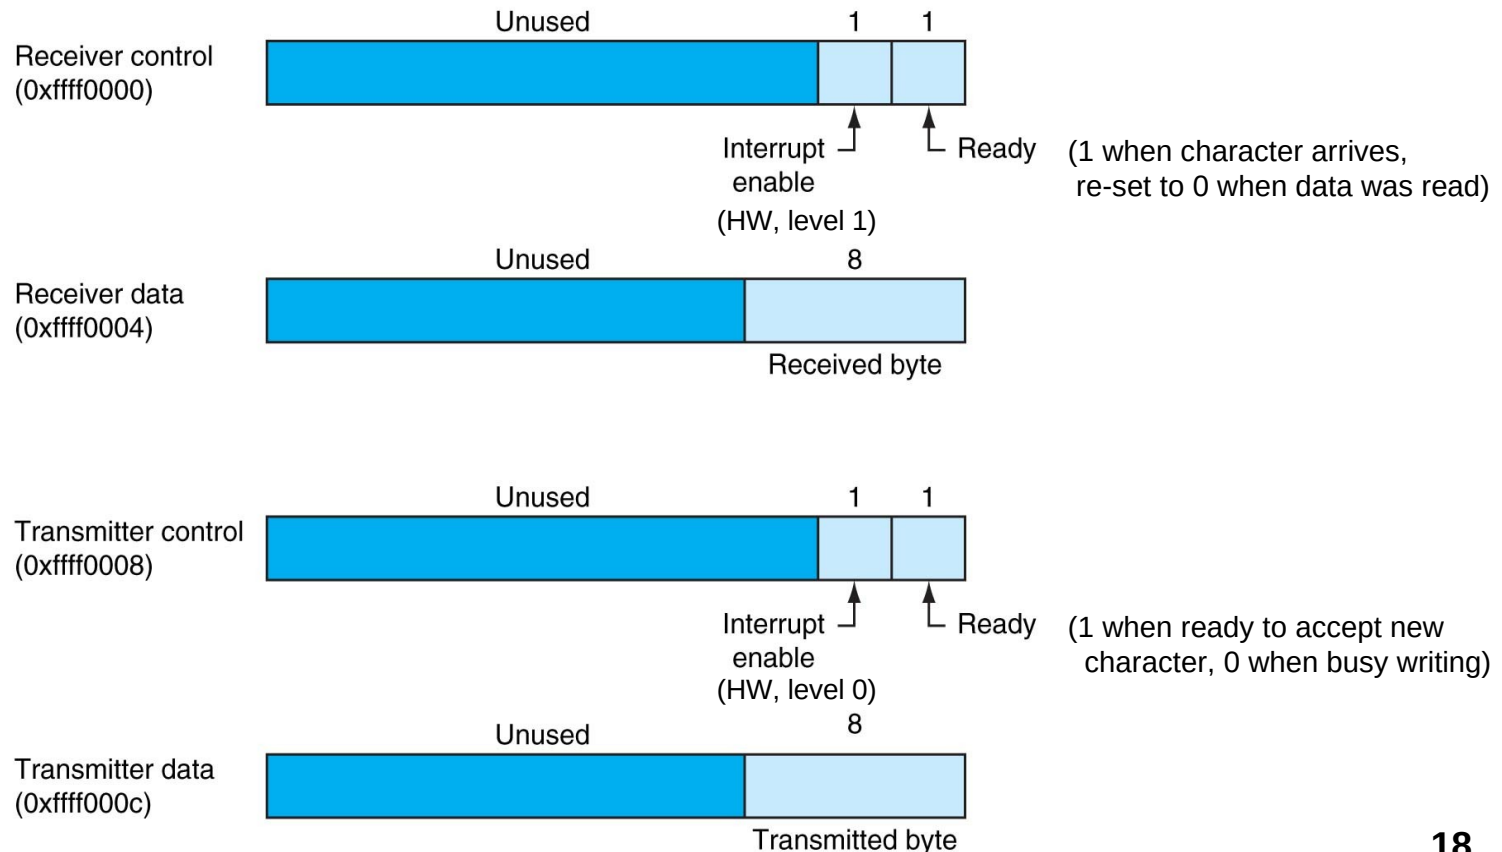 Unused 1 1
Receiver control
(0xffff0000)
Interrupt
enable
(HW, level 1)
Ready (1 when character arrives,
re-set to 0 when data was read)
Unused 8
Receiver data
(0xffff0004)
Received byte
Unused 1 1
Transmitter control
(0xffff0008)
Interrupt
enable
(HW, level 0)
Ready (1 when ready to accept new
character, 0 when busy writing)
Unused 8
Transmitter data
(0xffff000c)
Transmitted byte
18